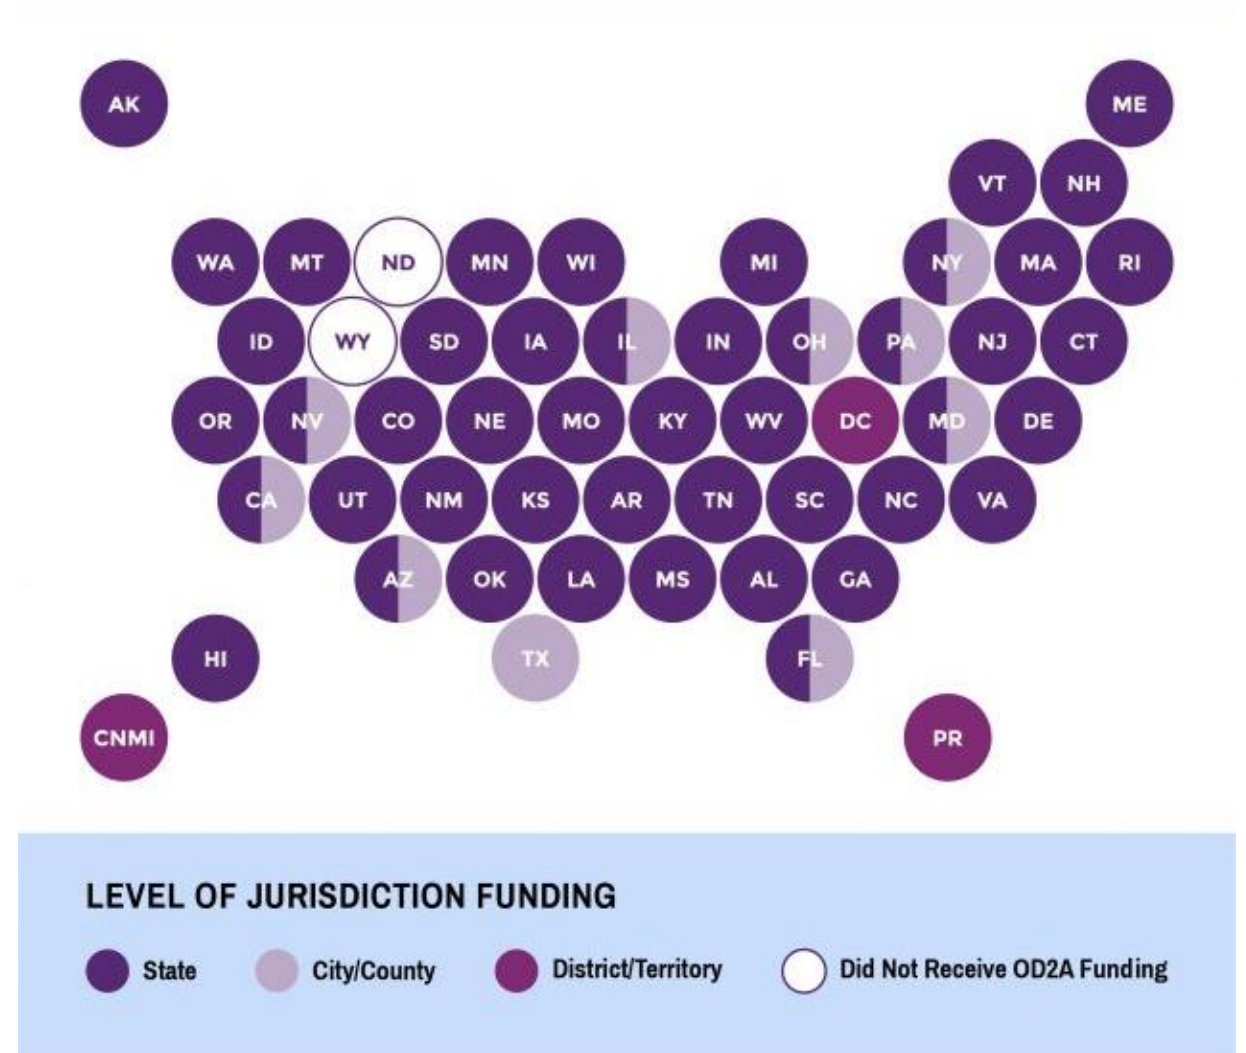 AK ME
VT NH
WA MT ND MN WI MI NY MA RI
ID WY SD IA IL IN OH PA NJ CT
OR NV CO NE MO KY WV DC MD DE
CA UT NM KS AR TN SC NC VA
AZ OK LA MS AL GA
HI TX FL
CNMI PR
LEVEL OF JURISDICTION FUNDING
State City/County District/Territory Did Not Receive OD2A Funding